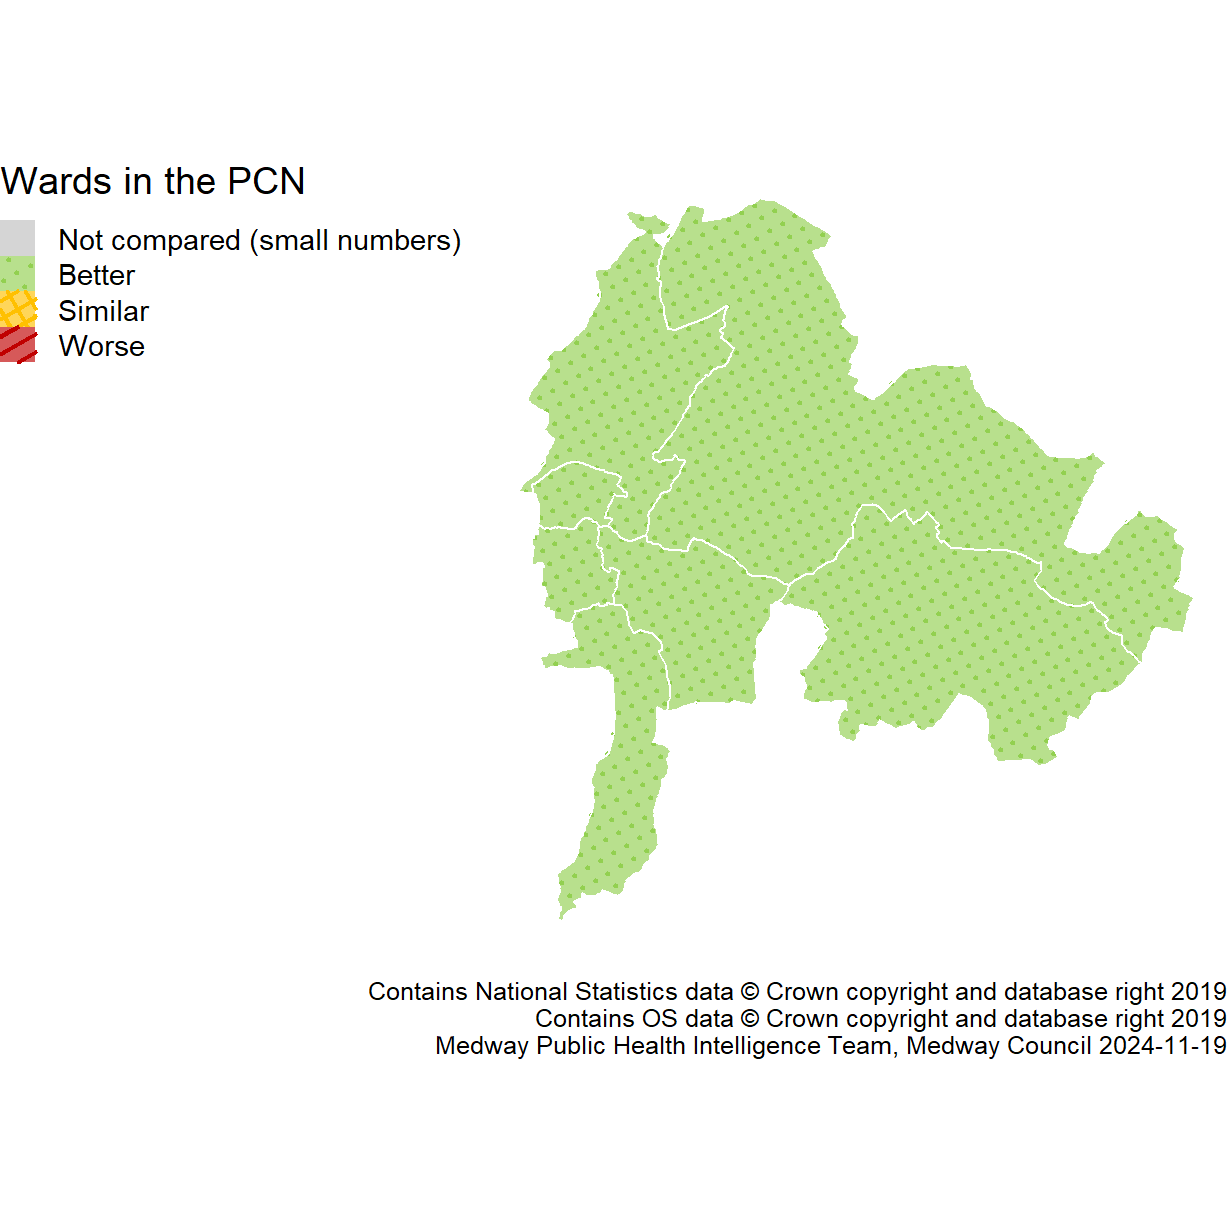 Wards in the PCN
Not compared (small numbers)
Better
Similar
Worse
Contains National Statistics data © Crown copyright and database right 2019
Contains OS data © Crown copyright and database right 2019
Medway Public Health Intelligence Team, Medway Council 2024-11-19